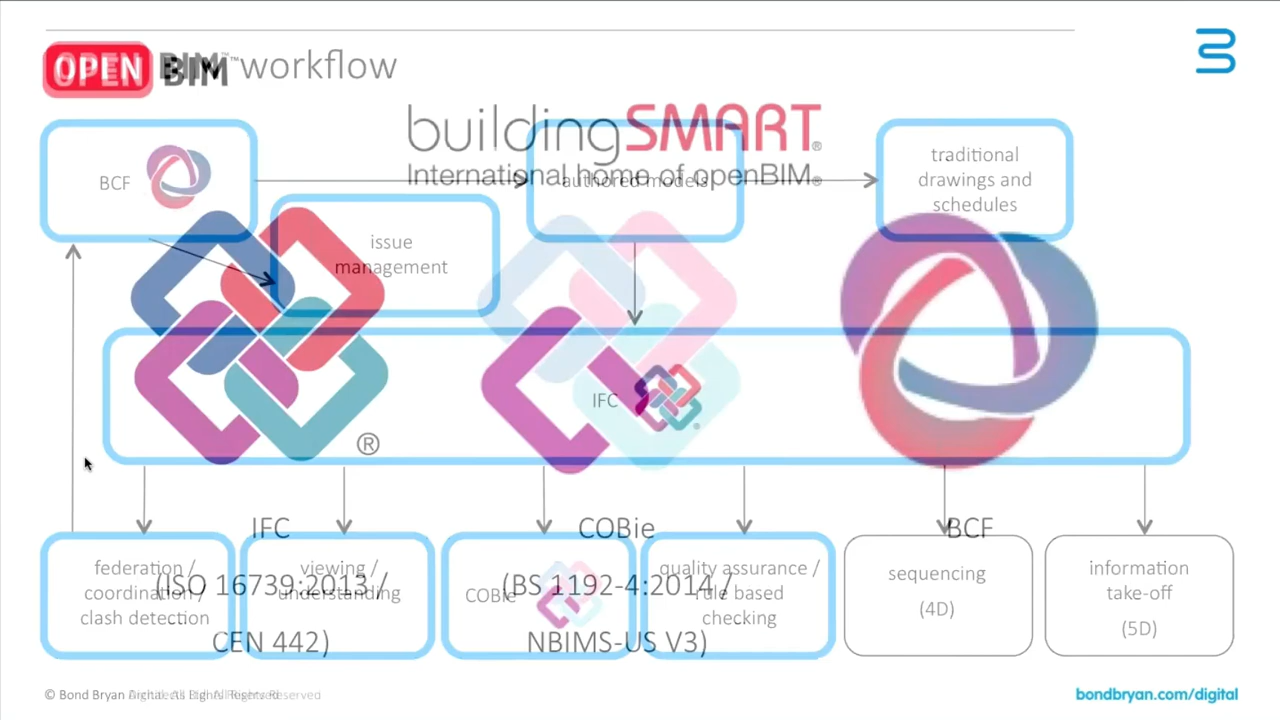 OPEN BIM™ workflow
buildingSMART®
International home of openBIM®
BCF
authored models
traditional
drawings and
schedules
issue
management
IFC
®
IFC
COBie
BCF
(ISO 16739:2013 /
CEN 442)
(BS 1192-4:2014 /
NBIMS-US V3)
federation /
coordination /
clash detection
viewing /
understanding
COBie
quality assurance /
rule based
checking
sequencing
(4D)
information
take-off
(5D)
© Bond Bryan
Rights Reserved
bondbryan.com/digital